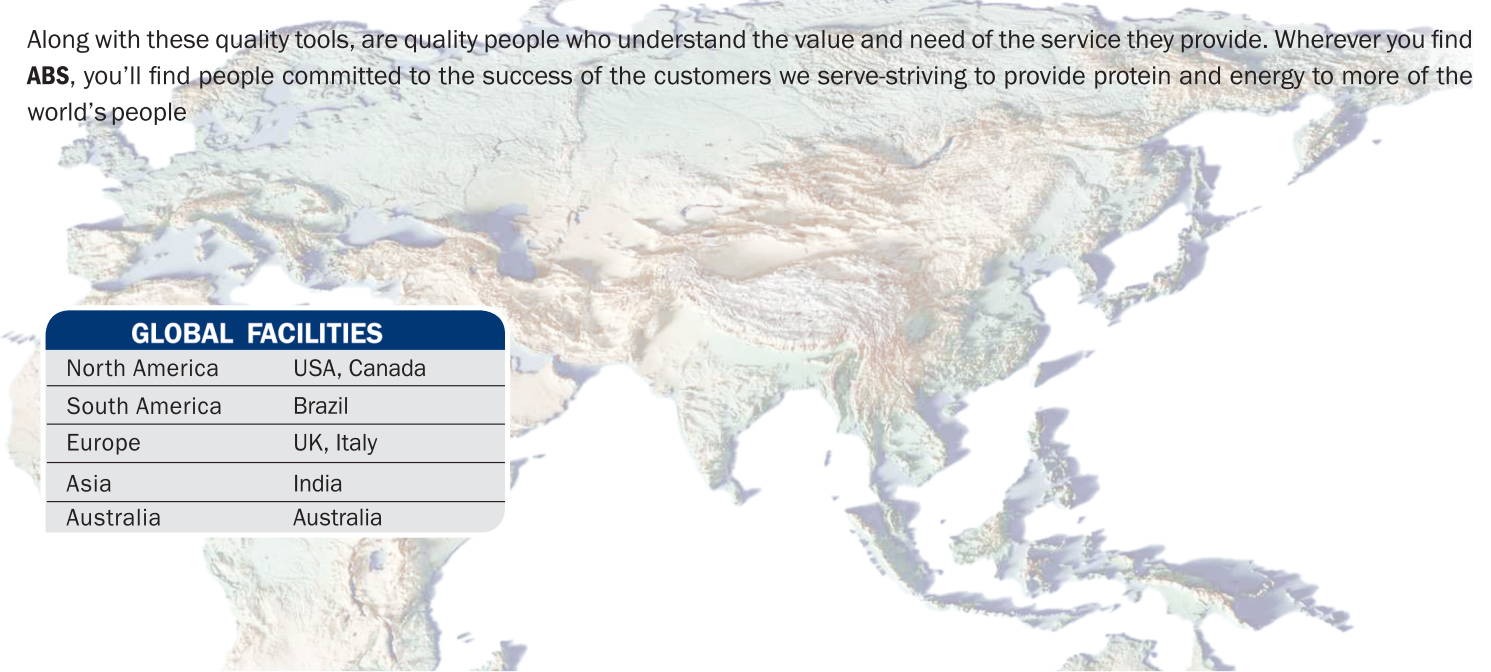 Along with these quality tools, are quality people who understand the value and need of the service they provide. Wherever you find
ABS, you’ll find people committed to the success of the customers we serve-striving to provide protein and energy to more of the
world’s people
GLOBAL FACILITIES
North America USA, Canada
South America Brazil
Europe UK, Italy
Asia India
Australia Australia